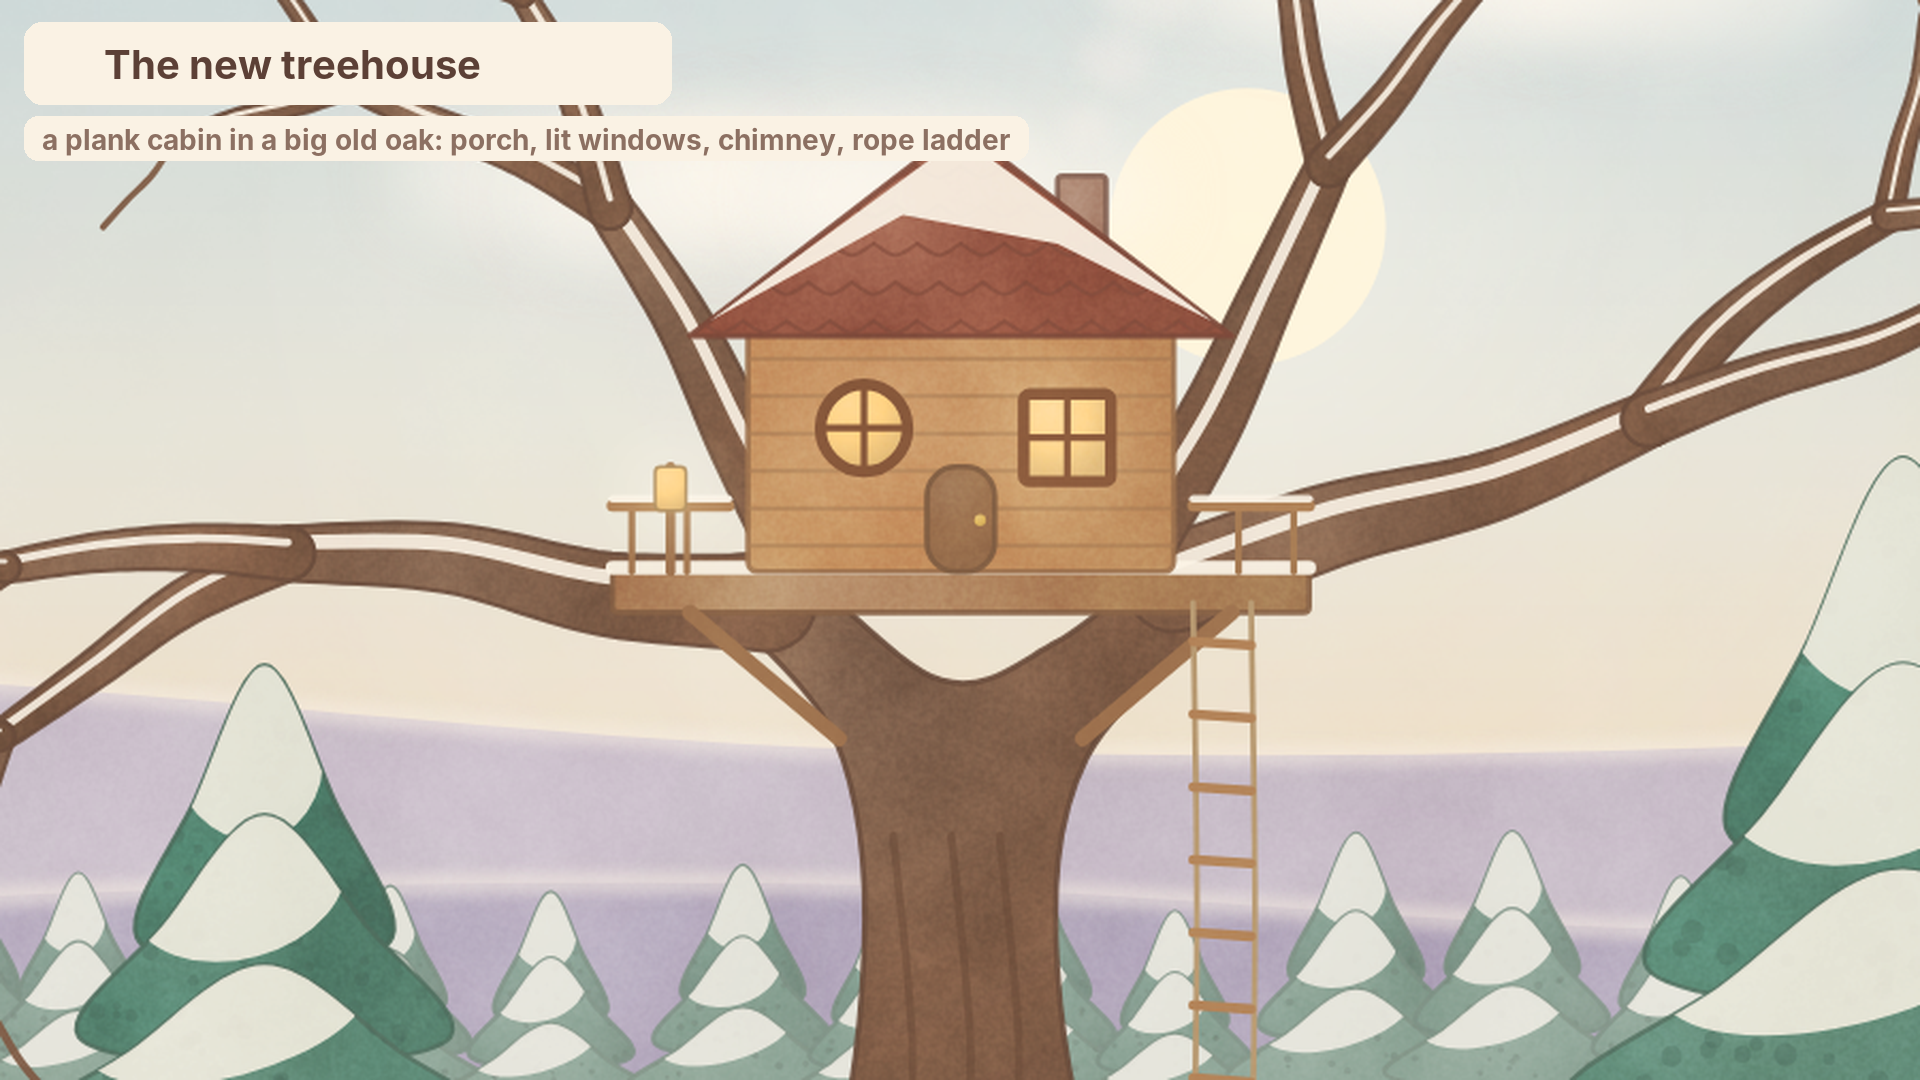 The new treehouse
a plank cabin in a big old oak: porch, lit windows, chimney, rope ladder